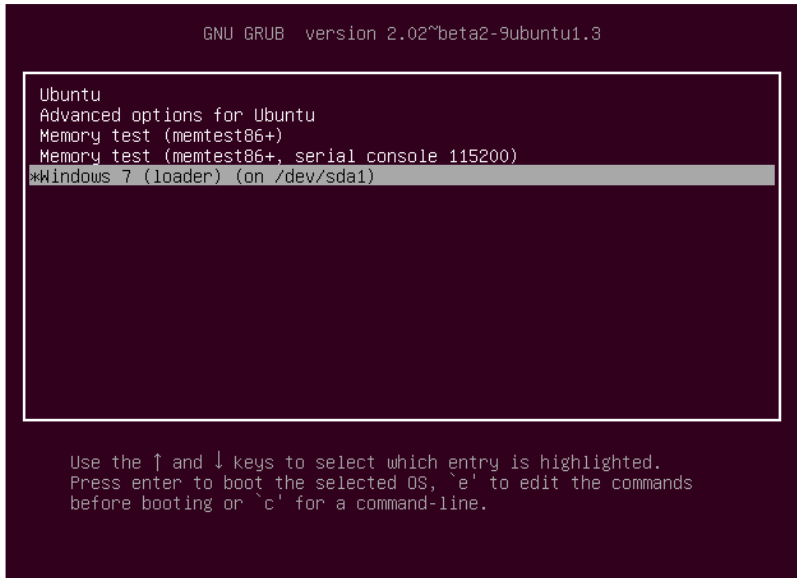 GNU GRUB  version 2.02~beta2-9ubuntu1.3
Ubuntu
Advanced options for Ubuntu
Memory test (memtest86+)
Memory test (memtest86+, serial console 115200)
*Windows 7 (loader) (on /dev/sda1)
Use the ↑ and ↓ keys to select which entry is highlighted.
Press enter to boot the selected OS, `e' to edit the commands
before booting or `c' for a command-line.